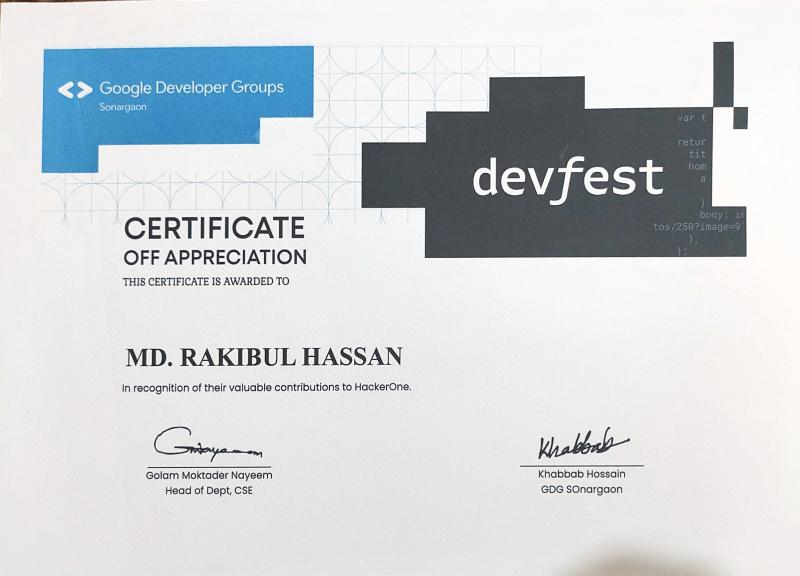 <> Google Developer Groups
Sonargaon
devfest
var t
retur
tit
hom
a
)
body: im
tos/250?image=9
),
);
CERTIFICATE
OFF APPRECIATION
THIS CERTIFICATE IS AWARDED TO
MD. RAKIBUL HASSAN
In recognition of their valuable contributions to HackerOne.
Khabbab
Golam Moktader Nayeem
Head of Dept, CSE
Khabbab Hossain
GDG SOnargaon